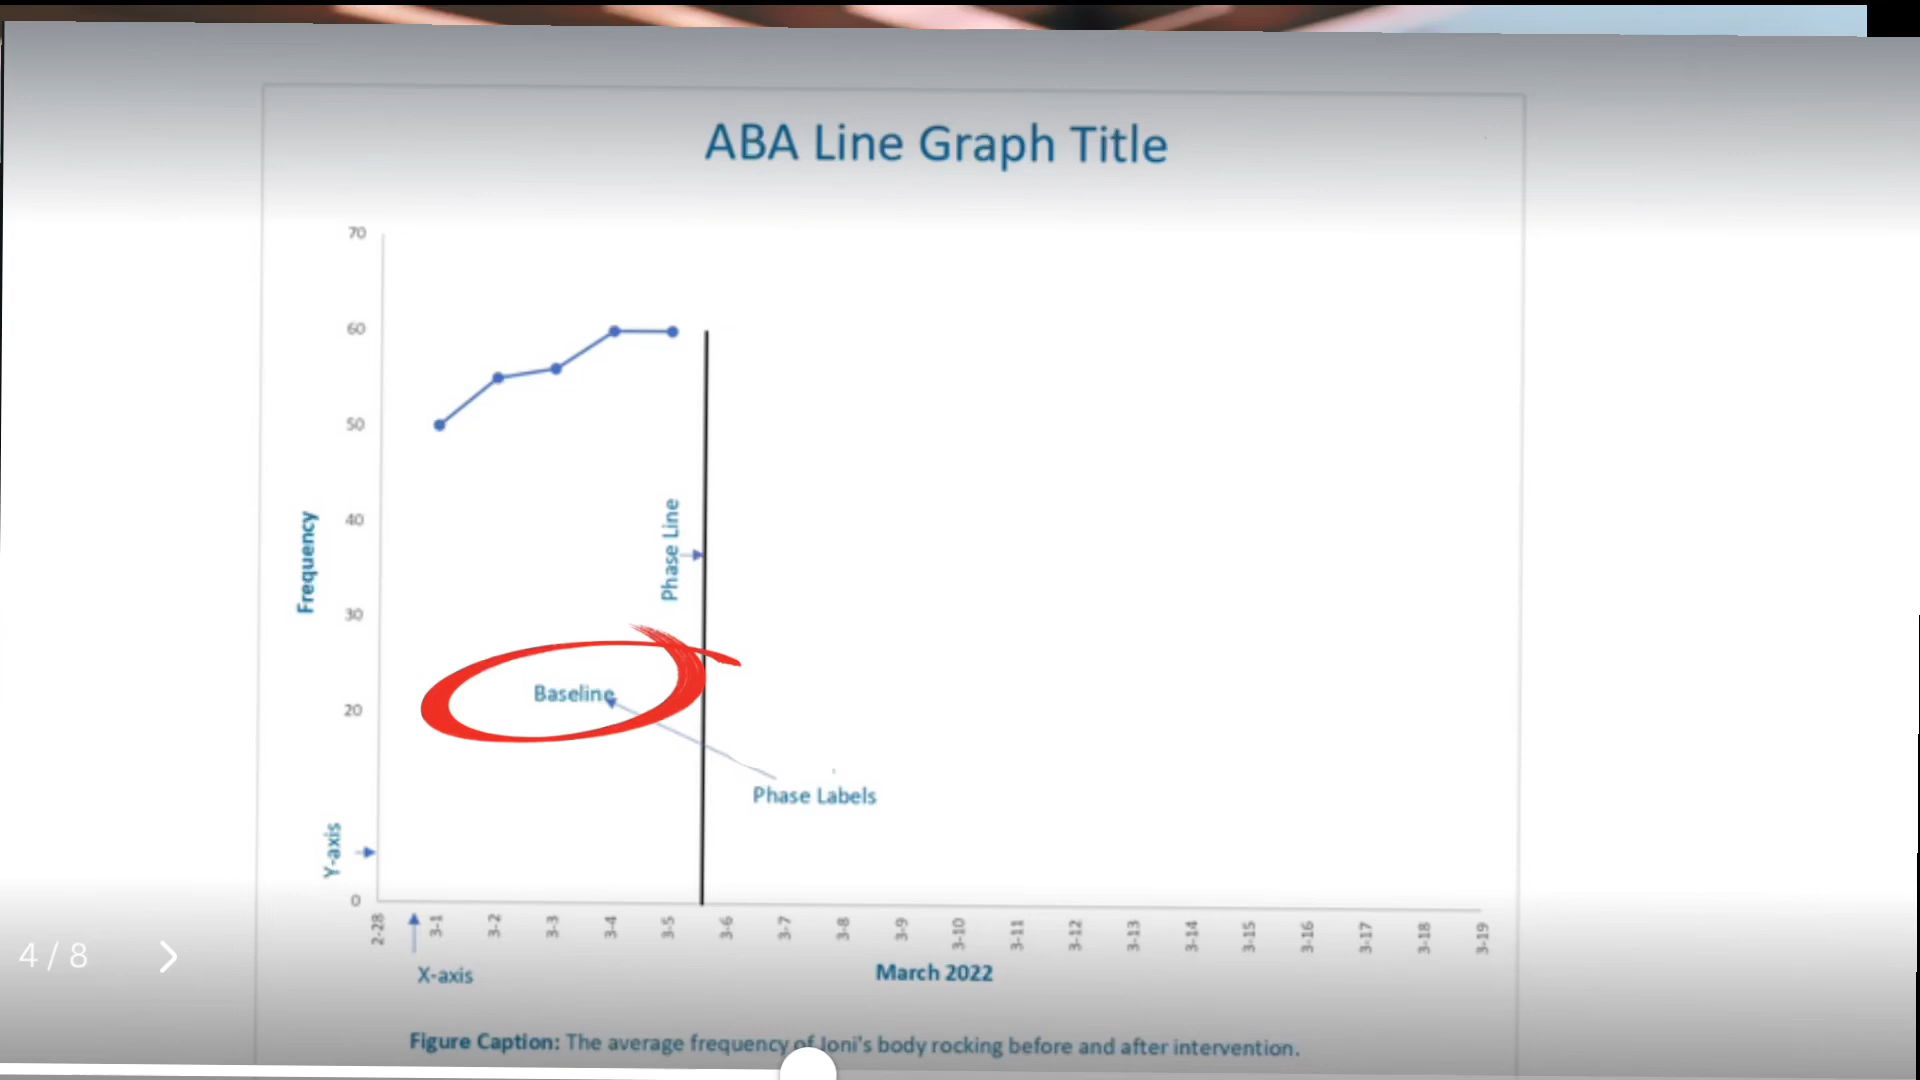 ABA Line Graph Title
70
60
50
40
30
20
0
Frequency
Y-axis
Phase Line
Baseline
Phase Labels
2-28
3-1
3-2
3-3
3-4
3-5
3-6
3-7
3-8
3-9
3-10
3-11
3-12
3-13
3-14
3-15
3-16
3-17
3-18
3-19
X-axis
March 2022
4 / 8
Figure Caption: The average frequency of Joni's body rocking before and after intervention.